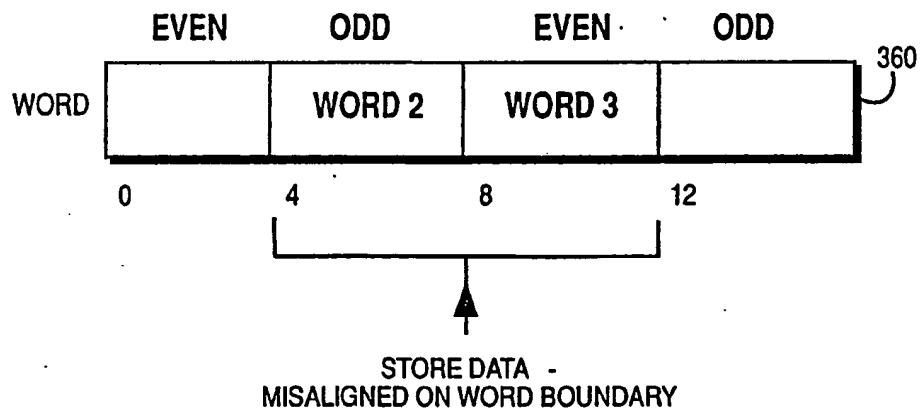 EVEN ODD EVEN ODD
360
WORD WORD 2 WORD 3
0 4 8 12
STORE DATA -
MISALIGNED ON WORD BOUNDARY